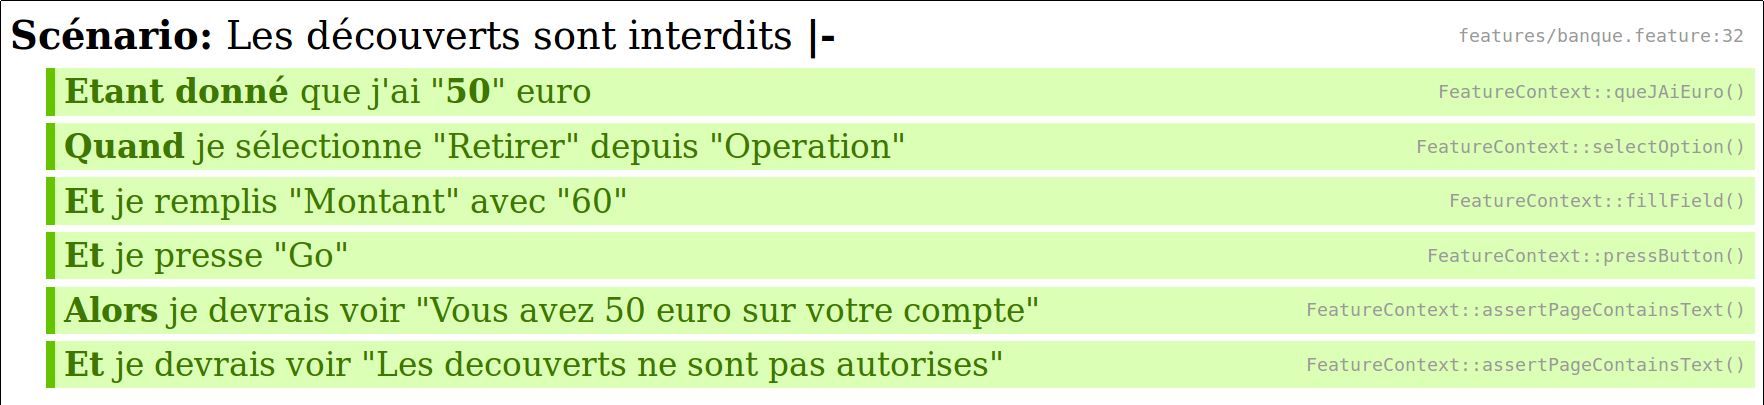 Scénario: Les découverts sont interdits |- features/banque.feature:32
Etant donné que j'ai "50" euro FeatureContext::queJAiEuro()
Quand je sélectionne "Retirer" depuis "Operation" FeatureContext::selectOption()
Et je remplis "Montant" avec "60" FeatureContext::fillField()
Et je presse "Go" FeatureContext::pressButton()
Alors je devrais voir "Vous avez 50 euro sur votre compte" FeatureContext::assertPageContainsText()
Et je devrais voir "Les decouverts ne sont pas autorises" FeatureContext::assertPageContainsText()